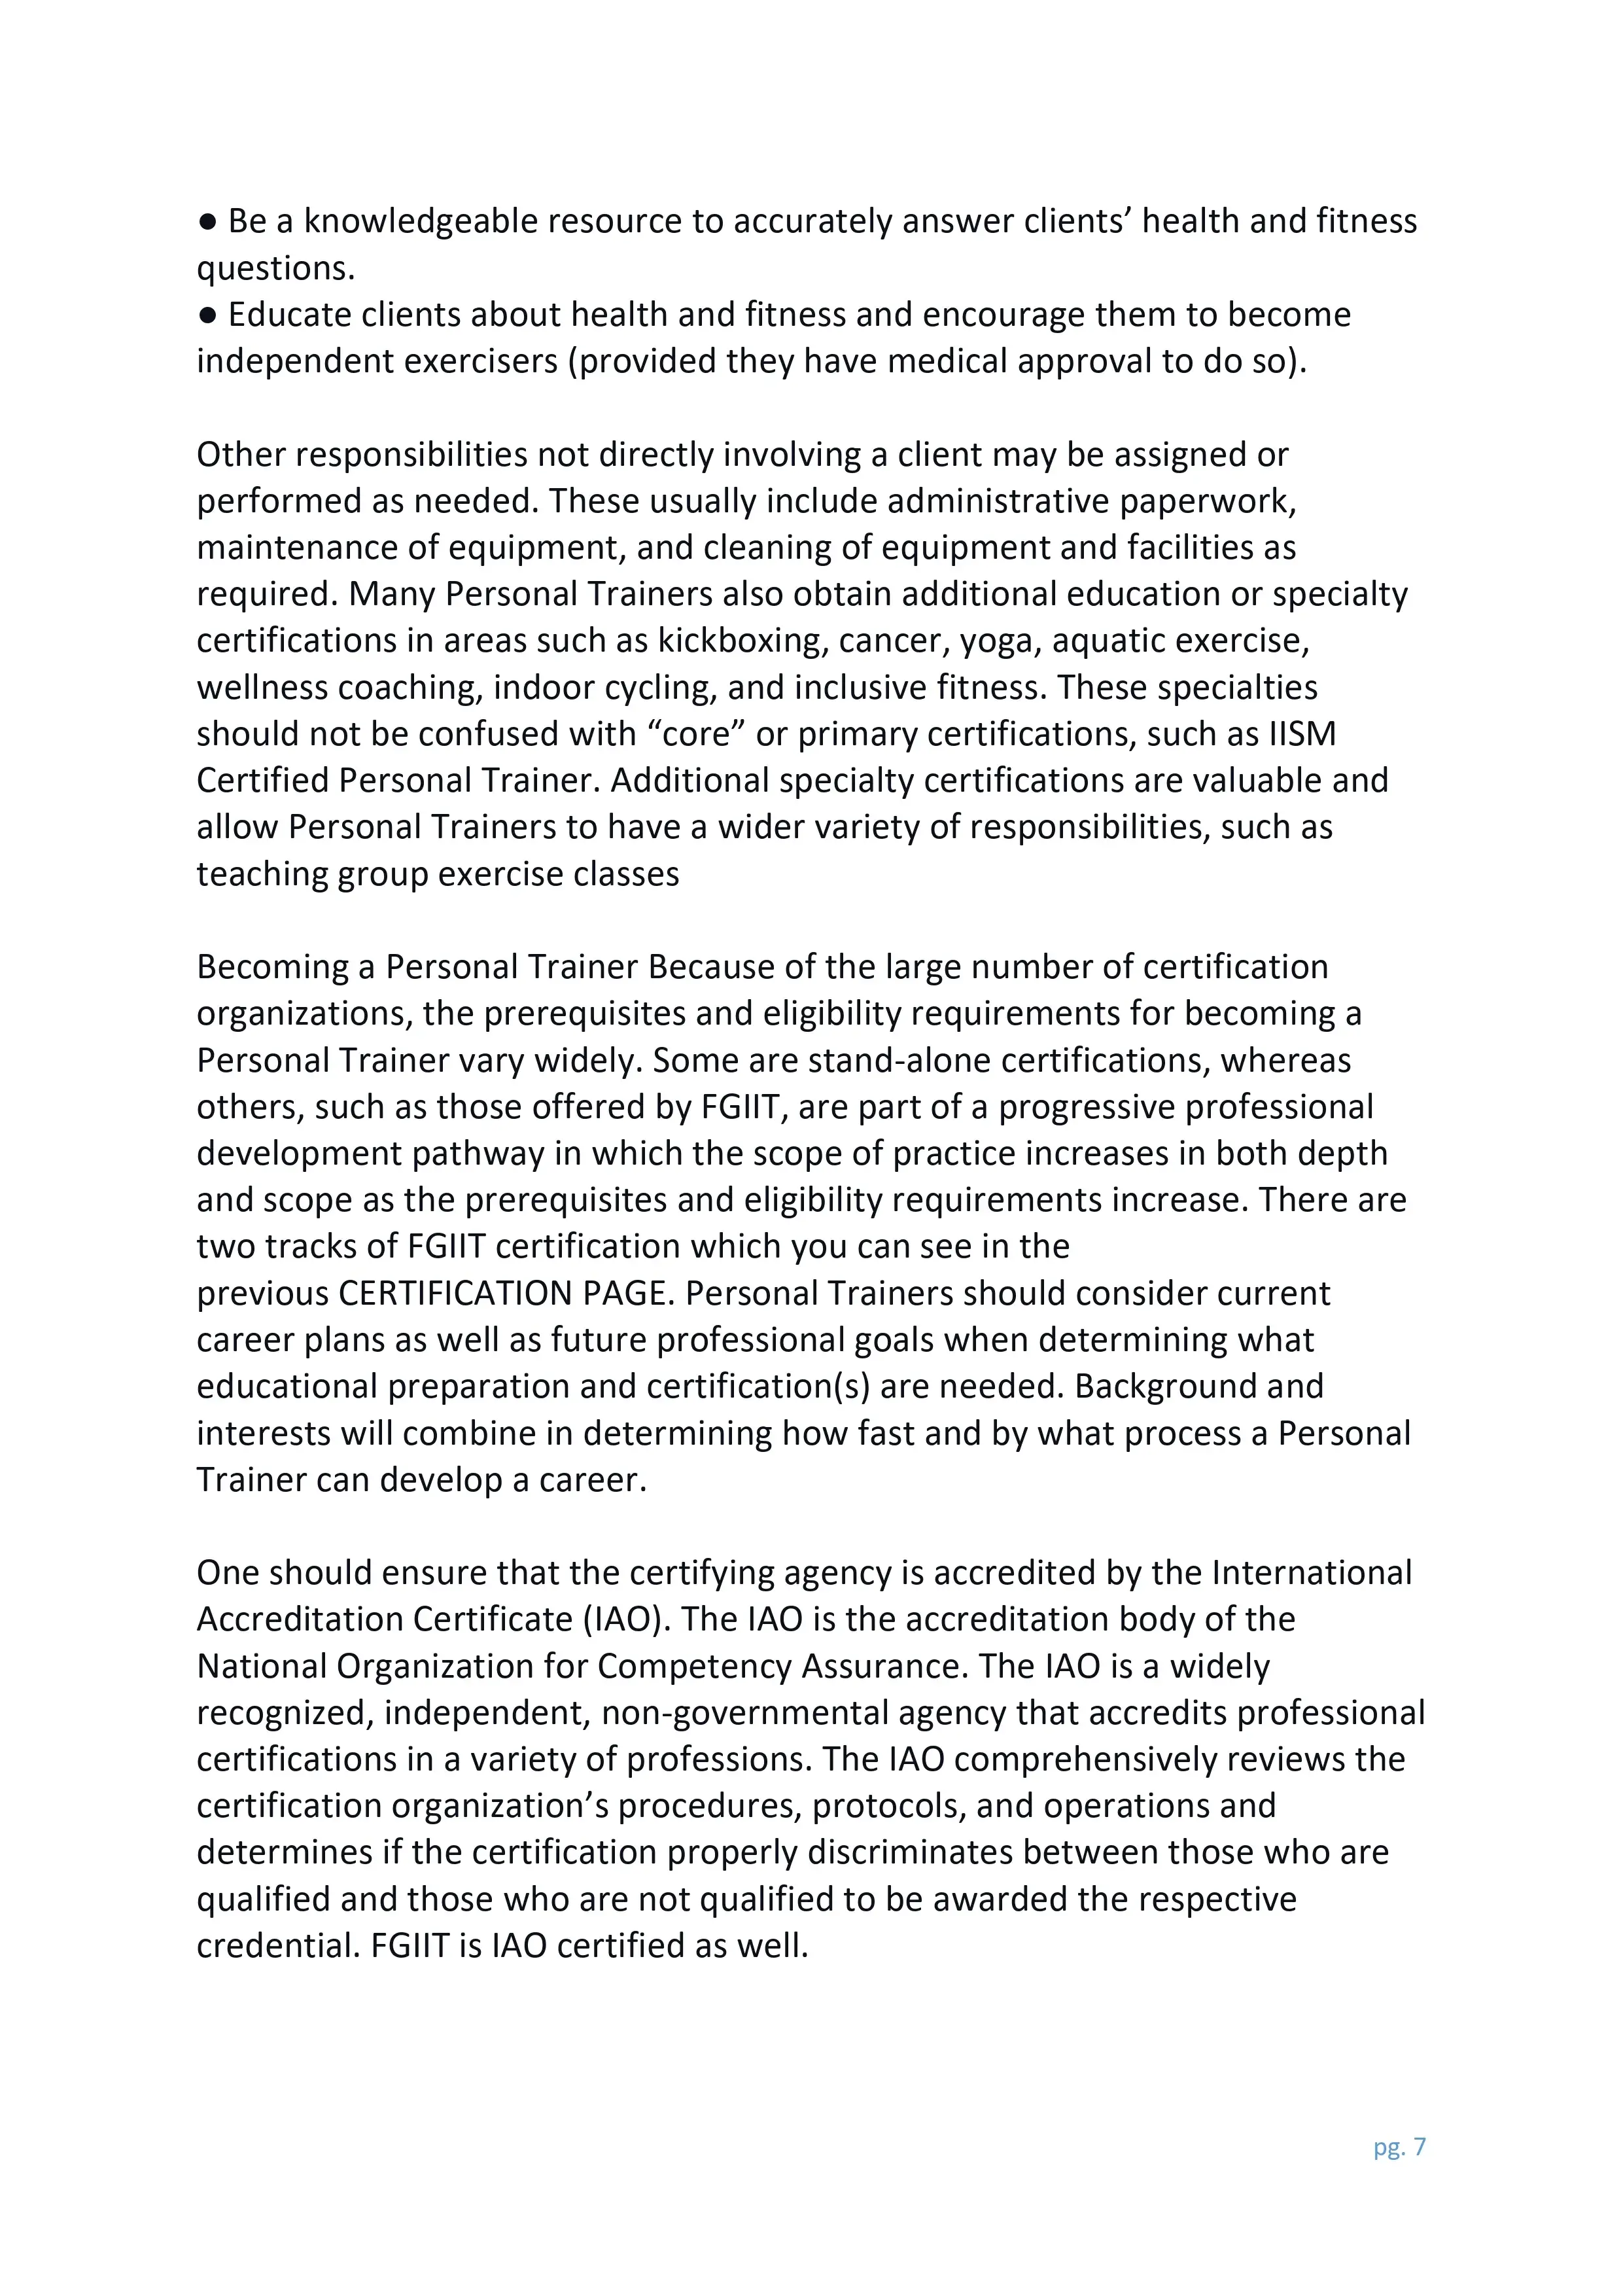 ● Be a knowledgeable resource to accurately answer clients’ health and fitness
questions.
● Educate clients about health and fitness and encourage them to become
independent exercisers (provided they have medical approval to do so).
Other responsibilities not directly involving a client may be assigned or
performed as needed. These usually include administrative paperwork,
maintenance of equipment, and cleaning of equipment and facilities as
required. Many Personal Trainers also obtain additional education or specialty
certifications in areas such as kickboxing, cancer, yoga, aquatic exercise,
wellness coaching, indoor cycling, and inclusive fitness. These specialties
should not be confused with “core” or primary certifications, such as IISM
Certified Personal Trainer. Additional specialty certifications are valuable and
allow Personal Trainers to have a wider variety of responsibilities, such as
teaching group exercise classes
Becoming a Personal Trainer Because of the large number of certification
organizations, the prerequisites and eligibility requirements for becoming a
Personal Trainer vary widely. Some are stand-alone certifications, whereas
others, such as those offered by FGIIT, are part of a progressive professional
development pathway in which the scope of practice increases in both depth
and scope as the prerequisites and eligibility requirements increase. There are
two tracks of FGIIT certification which you can see in the
previous CERTIFICATION PAGE. Personal Trainers should consider current
career plans as well as future professional goals when determining what
educational preparation and certification(s) are needed. Background and
interests will combine in determining how fast and by what process a Personal
Trainer can develop a career.
One should ensure that the certifying agency is accredited by the International
Accreditation Certificate (IAO). The IAO is the accreditation body of the
National Organization for Competency Assurance. The IAO is a widely
recognized, independent, non-governmental agency that accredits professional
certifications in a variety of professions. The IAO comprehensively reviews the
certification organization’s procedures, protocols, and operations and
determines if the certification properly discriminates between those who are
qualified and those who are not qualified to be awarded the respective
credential. FGIIT is IAO certified as well.
pg. 7